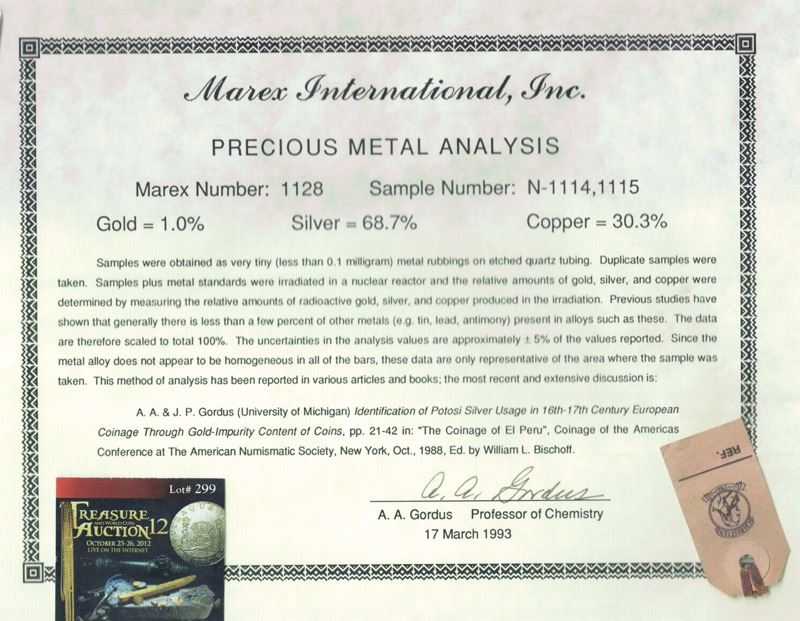 Marex International, Inc.
PRECIOUS METAL ANALYSIS
Marex Number: 1128 Sample Number: N-1114,1115
Gold = 1.0% Silver = 68.7% Copper = 30.3%
Samples were obtained as very tiny (less than 0.1 milligram) metal rubbings on etched quartz tubing. Duplicate samples were
taken. Samples plus metal standards were irradiated in a nuclear reactor and the relative amounts of gold, silver, and copper were
determined by measuring the relative amounts of radioactive gold, silver, and copper produced in the irradiation. Previous studies have
shown that generally there is less than a few percent of other metals (e.g. tin, lead, antimony) present in alloys such as these. The data
are therefore scaled to total 100%. The uncertainties in the analysis values are approximately ± 5% of the values reported. Since the
metal alloy does not appear to be homogeneous in all of the bars, these data are only representative of the area where the sample was
taken. This method of analysis has been reported in various articles and books; the most recent and extensive discussion is:
A. A. & J. P. Gordus (University of Michigan) Identification of Potosi Silver Usage in 16th-17th Century European
Coinage Through Gold-Impurity Content of Coins, pp. 21-42 in: "The Coinage of El Peru", Coinage of the Americas
Conference at The American Numismatic Society, New York, Oct., 1988, Ed. by William L. Bischoff.
A. A. Gordus
A. A. Gordus Professor of Chemistry
17 March 1993
Lot# 299
TREASURE
AND WORLD COIN
AUCTION 12
OCTOBER 25-26, 2012
LIVE ON THE INTERNET
REF.